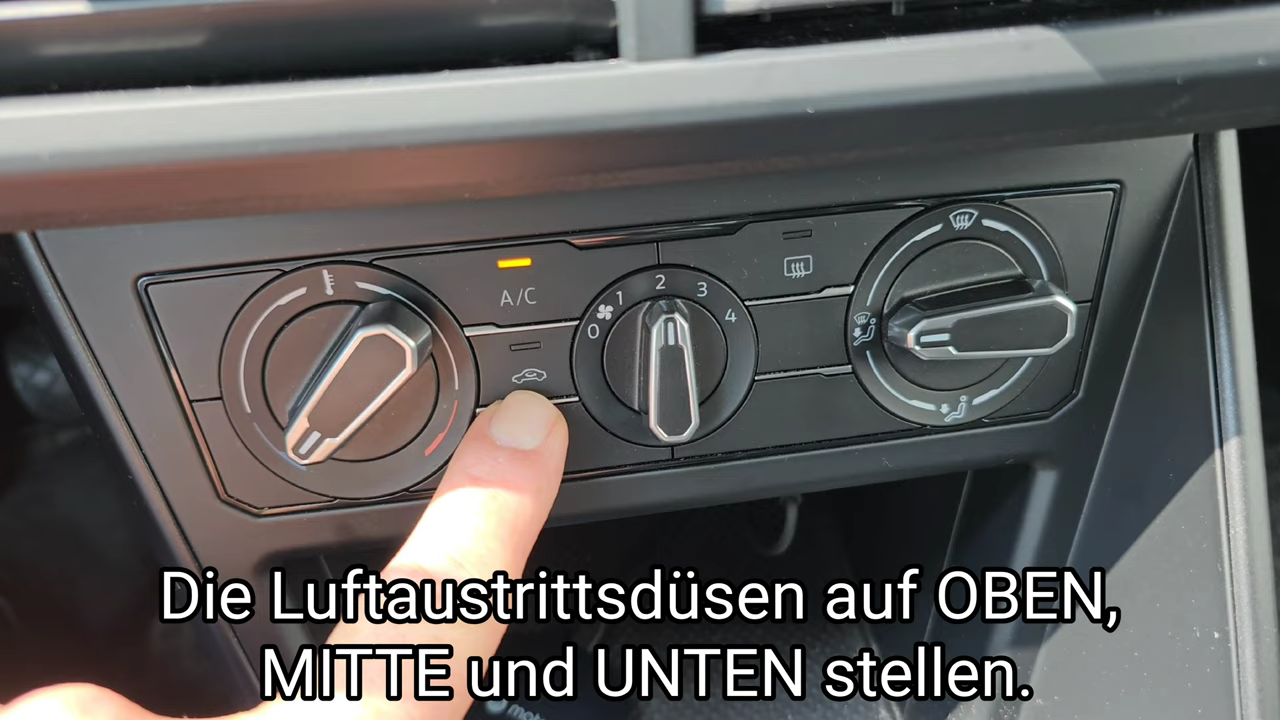 A/C
0
1
2
3
4
Die Luftaustrittsdüsen auf OBEN,
MITTE und UNTEN stellen.